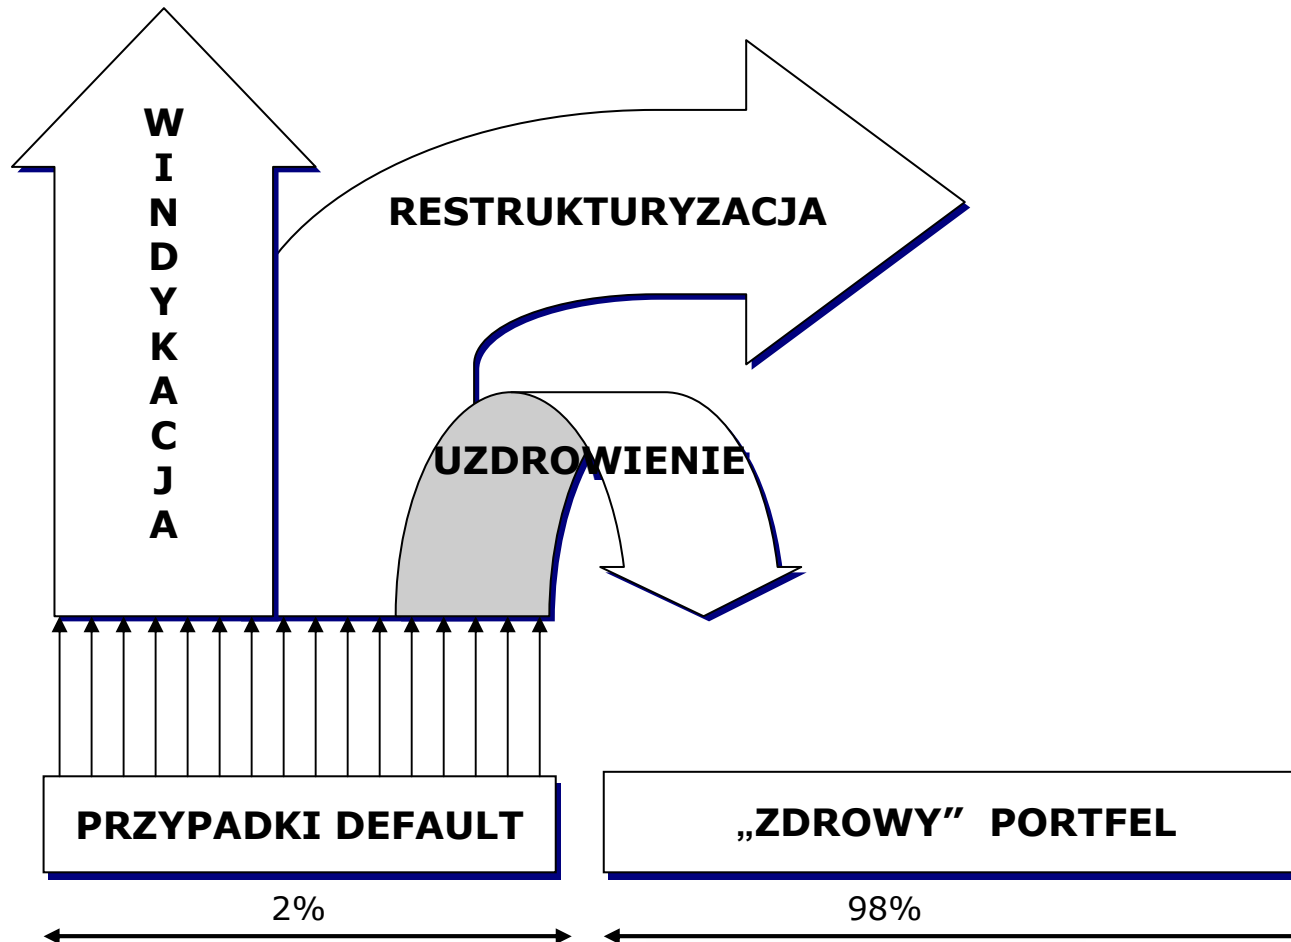 W
I
N
D
Y
K
A
C
J
A
RESTRUKTURYZACJA
UZDROWIENIE
PRZYPADKI DEFAULT
„ZDROWY” PORTFEL
2%
98%